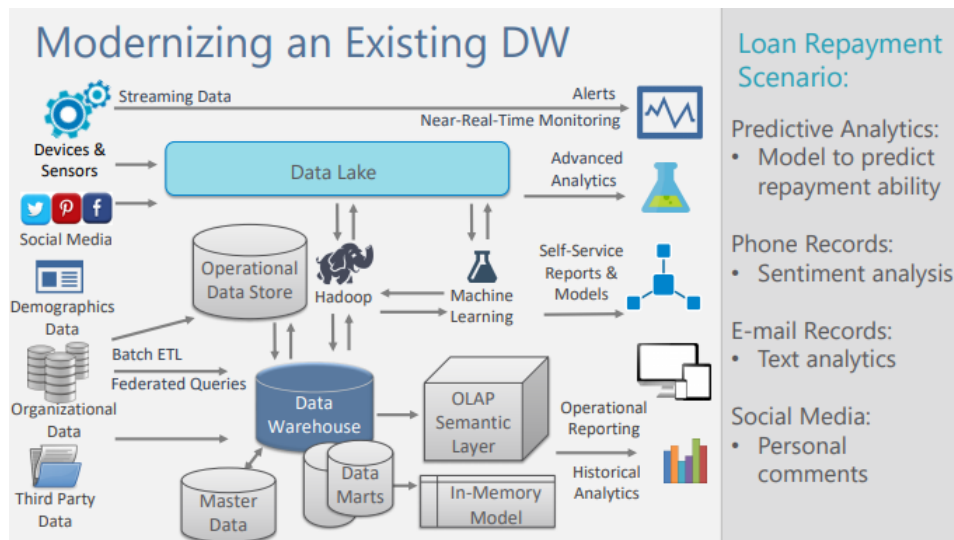 Modernizing an Existing DW
Streaming Data
Alerts
Near-Real-Time Monitoring
Devices &
Sensors
Data Lake
Advanced
Analytics
Social Media
Operational
Data Store
Hadoop
Machine
Learning
Self-Service
Reports &
Models
Demographics
Data
Batch ETL
Federated Queries
Organizational
Data
Data
Warehouse
OLAP
Semantic
Layer
Operational
Reporting
Historical
Analytics
Third Party
Data
Master
Data
Data
Marts
In-Memory
Model
Loan Repayment
Scenario:
Predictive Analytics:
• Model to predict
repayment ability
Phone Records:
• Sentiment analysis
E-mail Records:
• Text analytics
Social Media:
• Personal
comments